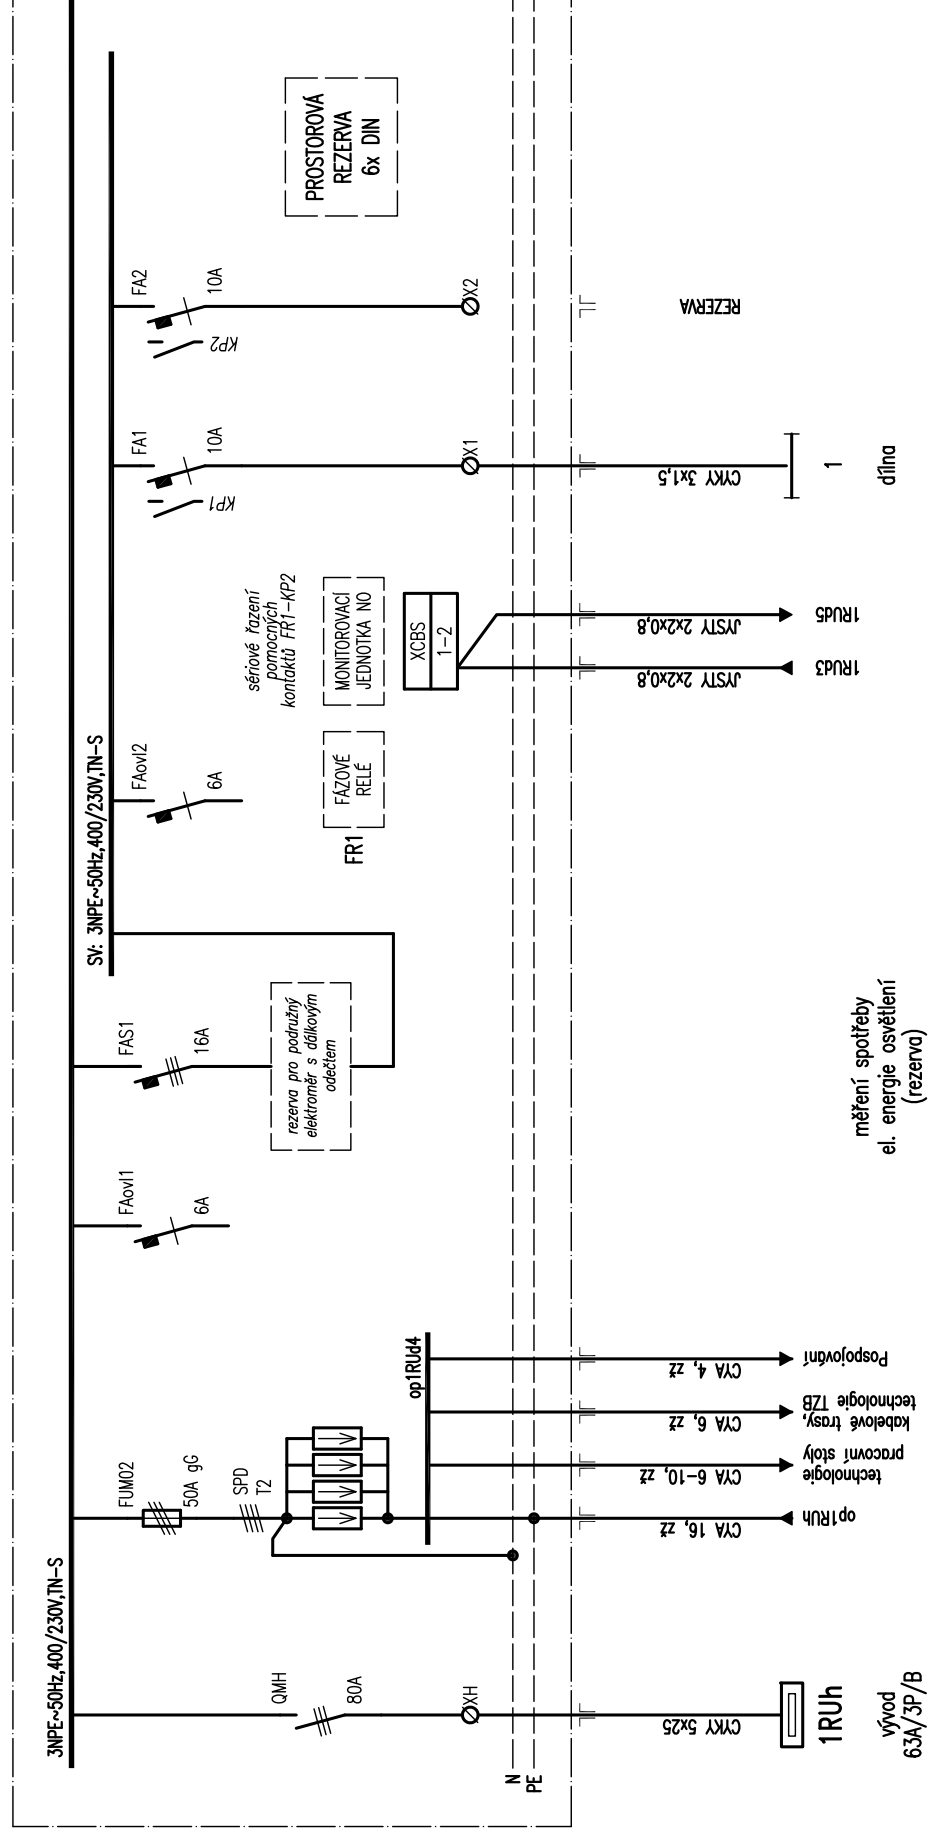 3NPE~50Hz,400/230V,TN-S
QMH
80A
XH
N
PE
CYKY 5x25
1RUh
vývod
63A/3P/B
FUM02
50A gG
SPD
T2
op1RUd4
CYA 16, zž
op1RUh
CYA 6-10, zž
technologie
pracovní stoly
CYA 6, zž
kabelové trasy,
technologie TZB
CYA 4, zž
Pospojování
FAovl1
6A
FAS1
16A
rezerva pro podružný
elektroměr s dálkovým
odečtem
měření spotřeby
el. energie osvětlení
(rezerva)
SV: 3NPE~50Hz,400/230V,TN-S
FAovl2
6A
FR1
FÁZOVÉ
RELÉ
sériové řazení
pomocných
kontaktů FR1-KP2
MONITOROVACÍ
JEDNOTKA NO
XCBS
1-2
JYSTY 2x2x0,8
1RUd3
JYSTY 2x2x0,8
1RUd5
FA1
10A
KP1
X1
CYKY 3x1,5
1
dílna
FA2
10A
KP2
X2
REZERVA
PROSTOROVÁ
REZERVA
6x DIN